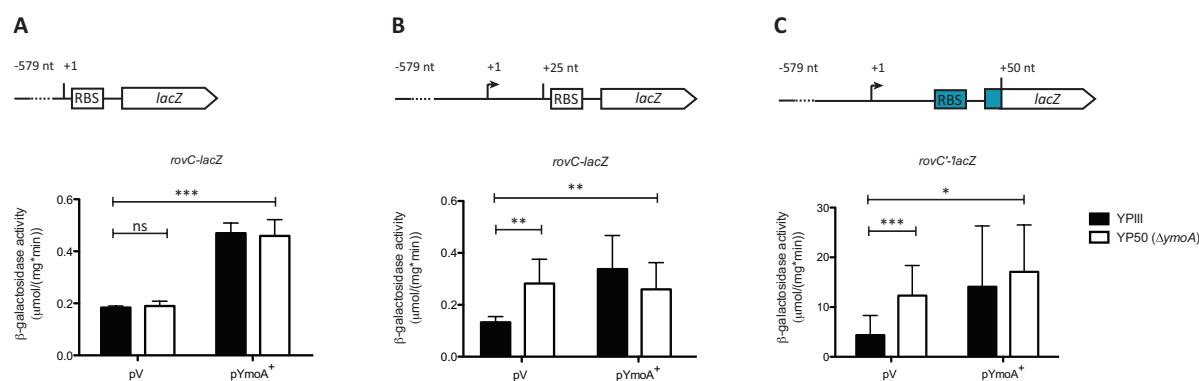 A
-579 nt
+1
RBS
lacZ
rovC-lacZ
***
ns
β-galactosidase activity
(μmol/(mg*min))
0.6
0.4
0.2
0.0
pV
pYmoA+
B
-579 nt
+1
+25 nt
RBS
lacZ
rovC-lacZ
**
**
β-galactosidase activity
(μmol/(mg*min))
0.6
0.4
0.2
0.0
pV
pYmoA+
C
-579 nt
+1
+50 nt
RBS
lacZ
rovC'-'lacZ
*
***
β-galactosidase activity
(μmol/(mg*min))
30
20
10
0
pV
pYmoA+
YPIII
YP50 (ΔymoA)